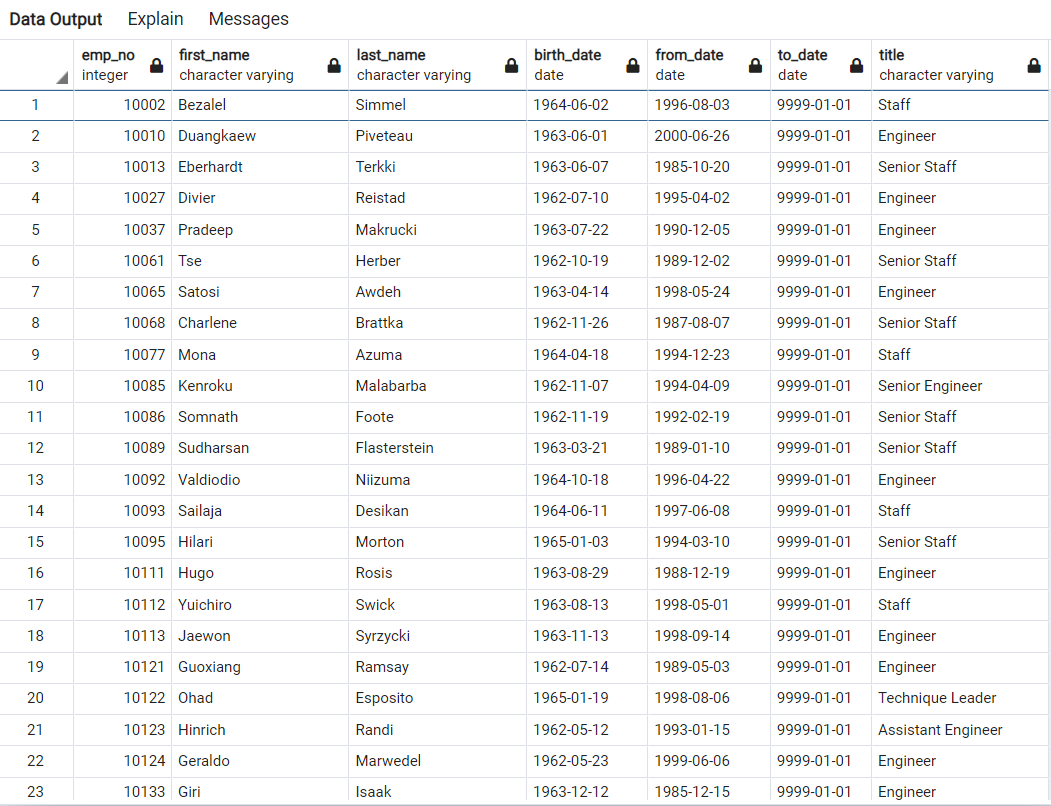 Data Output Explain Messages
emp_no first_name last_name birth_date from_date to_date title
integer character varying character varying date date date character varying
1 10002 Bezalel Simmel 1964-06-02 1996-08-03 9999-01-01 Staff
2 10010 Duangkaew Piveteau 1963-06-01 2000-06-26 9999-01-01 Engineer
3 10013 Eberhardt Terkki 1963-06-07 1985-10-20 9999-01-01 Senior Staff
4 10027 Divier Reistad 1962-07-10 1995-04-02 9999-01-01 Engineer
5 10037 Pradeep Makrucki 1963-07-22 1990-12-05 9999-01-01 Engineer
6 10061 Tse Herber 1962-10-19 1989-12-02 9999-01-01 Senior Staff
7 10065 Satosi Awdeh 1963-04-14 1998-05-24 9999-01-01 Engineer
8 10068 Charlene Brattka 1962-11-26 1987-08-07 9999-01-01 Senior Staff
9 10077 Mona Azuma 1964-04-18 1994-12-23 9999-01-01 Staff
10 10085 Kenroku Malabarba 1962-11-07 1994-04-09 9999-01-01 Senior Engineer
11 10086 Somnath Foote 1962-11-19 1992-02-19 9999-01-01 Senior Staff
12 10089 Sudharsan Flasterstein 1963-03-21 1989-01-10 9999-01-01 Senior Staff
13 10092 Valdiodio Niizuma 1964-10-18 1996-04-22 9999-01-01 Engineer
14 10093 Sailaja Desikan 1964-06-11 1997-06-08 9999-01-01 Staff
15 10095 Hilari Morton 1965-01-03 1994-03-10 9999-01-01 Senior Staff
16 10111 Hugo Rosis 1963-08-29 1988-12-19 9999-01-01 Engineer
17 10112 Yuichiro Swick 1963-08-13 1998-05-01 9999-01-01 Staff
18 10113 Jaewon Syrzycki 1963-11-13 1998-09-14 9999-01-01 Engineer
19 10121 Guoxiang Ramsay 1962-07-14 1989-05-03 9999-01-01 Engineer
20 10122 Ohad Esposito 1965-01-19 1998-08-06 9999-01-01 Technique Leader
21 10123 Hinrich Randi 1962-05-12 1993-01-15 9999-01-01 Assistant Engineer
22 10124 Geraldo Marwedel 1962-05-23 1999-06-06 9999-01-01 Engineer
23 10133 Giri Isaak 1963-12-12 1985-12-15 9999-01-01 Engineer